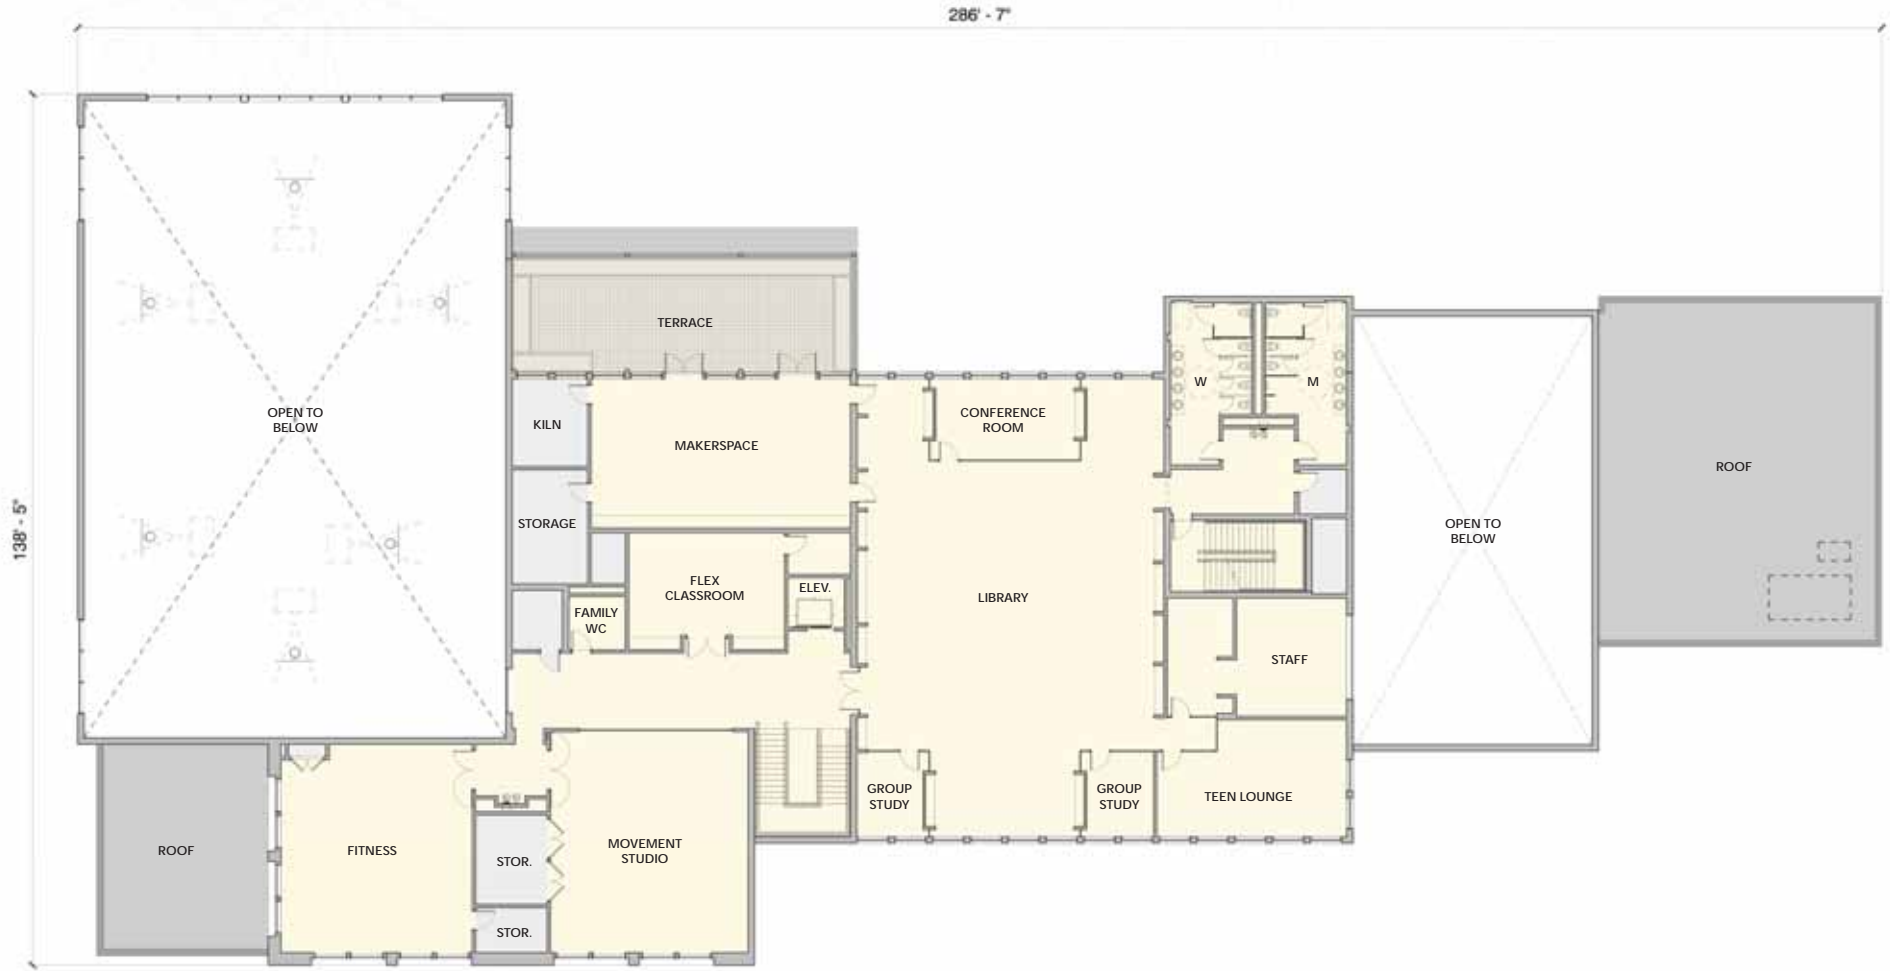 286' - 7"
138' - 5"
TERRACE
W
M
OPEN TO
BELOW
KILN
MAKERSPACE
CONFERENCE
ROOM
ROOF
STORAGE
OPEN TO
BELOW
FLEX
CLASSROOM
ELEV.
LIBRARY
FAMILY
WC
STAFF
GROUP
STUDY
GROUP
STUDY
TEEN LOUNGE
ROOF
FITNESS
STOR.
MOVEMENT
STUDIO
STOR.